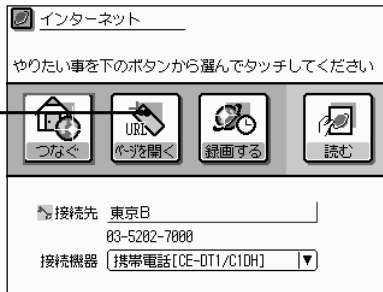 インターネット
やりたい事を下のボタンから選んでタッチしてください
URL
つなぐ ページを開く 録画する 読む
接続先 東京B
03-5202-7000
接続機器 携帯電話[CE-DT1/C1DH]